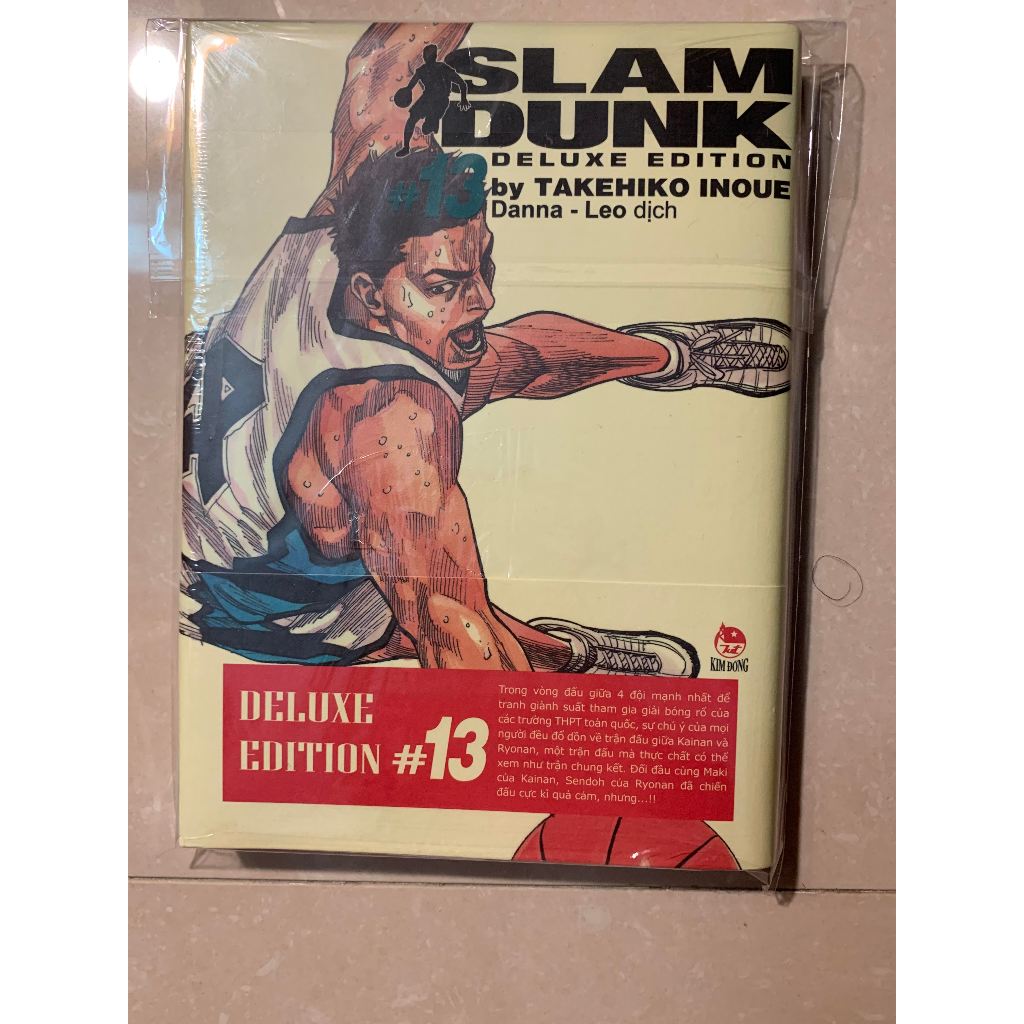 SLAM
DUNK
DELUXE EDITION
#13
by TAKEHIKO INOUE
Danna - Leo dịch
KIM ĐỒNG
DELUXE
EDITION #13
Trong vòng đấu giữa 4 đội mạnh nhất để
tranh giành suất tham gia giải bóng rổ của
các trường THPT toàn quốc, sự chú ý của mọi
người đều đổ dồn về trận đấu giữa Kainan và
Ryonan, một trận đấu mà thực chất có thể
xem như trận chung kết. Đối đầu cùng Maki
của Kainan, Sendoh của Ryonan đã chiến
đấu cực kì quả cảm, nhưng...!!